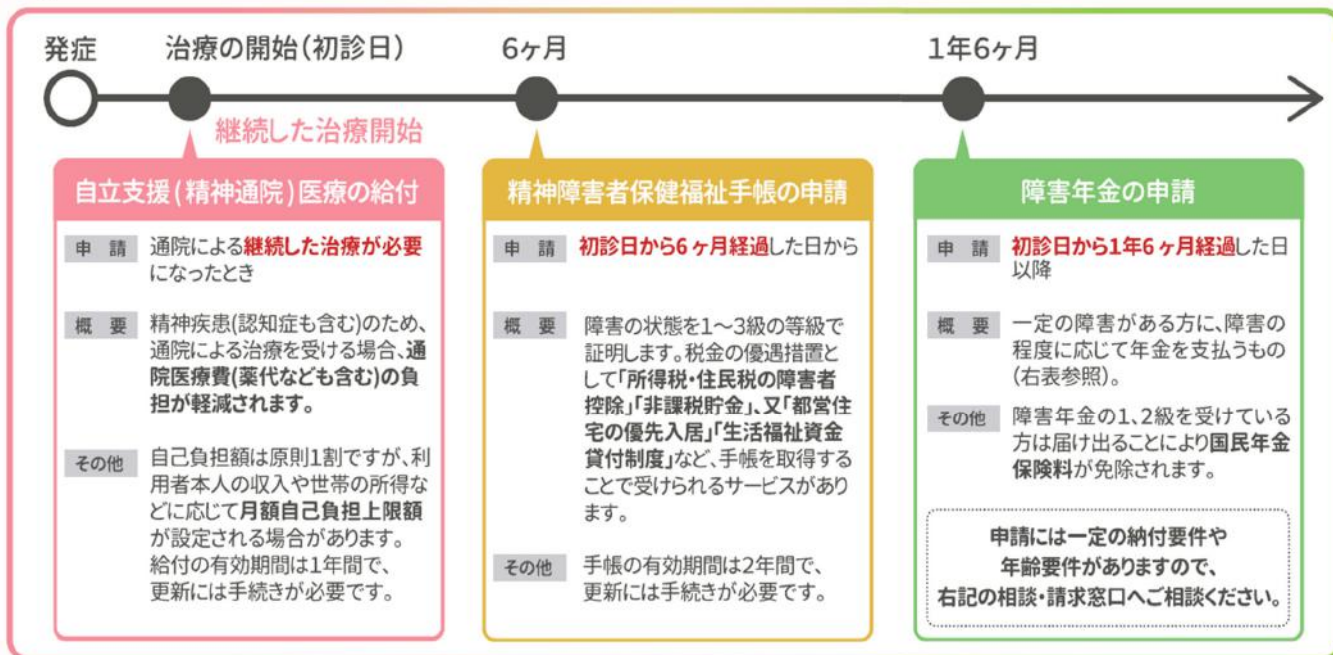 発症
治療の開始(初診日)
6ヶ月
1年6ヶ月
継続した治療開始
自立支援(精神通院)医療の給付
申 請
通院による継続した治療が必要
になったとき
概 要
精神疾患(認知症も含む)のため、
通院による治療を受ける場合、通
院医療費(薬代なども含む)の負
担が軽減されます。
その他
自己負担額は原則1割ですが、利
用者本人の収入や世帯の所得な
どに応じて月額自己負担上限額
が設定される場合があります。
給付の有効期間は1年間で、
更新には手続きが必要です。
精神障害者保健福祉手帳の申請
申 請
初診日から6ヶ月経過した日から
概 要
障害の状態を1～3級の等級で
証明します。税金の優遇措置と
して「所得税・住民税の障害者
控除」「非課税貯金」、又「都営住
宅の優先入居」「生活福祉資金
貸付制度」など、手帳を取得する
ことで受けられるサービスがあり
ます。
その他
手帳の有効期間は2年間で、
更新には手続きが必要です。
障害年金の申請
申 請
初診日から1年6ヶ月経過した日
以降
概 要
一定の障害がある方に、障害の
程度に応じて年金を支払うもの
(右表参照)。
その他
障害年金の1、2級を受けている
方は届け出ることにより国民年金
保険料が免除されます。
申請には一定の納付要件や
年齢要件がありますので、
右記の相談・請求窓口へご相談ください。